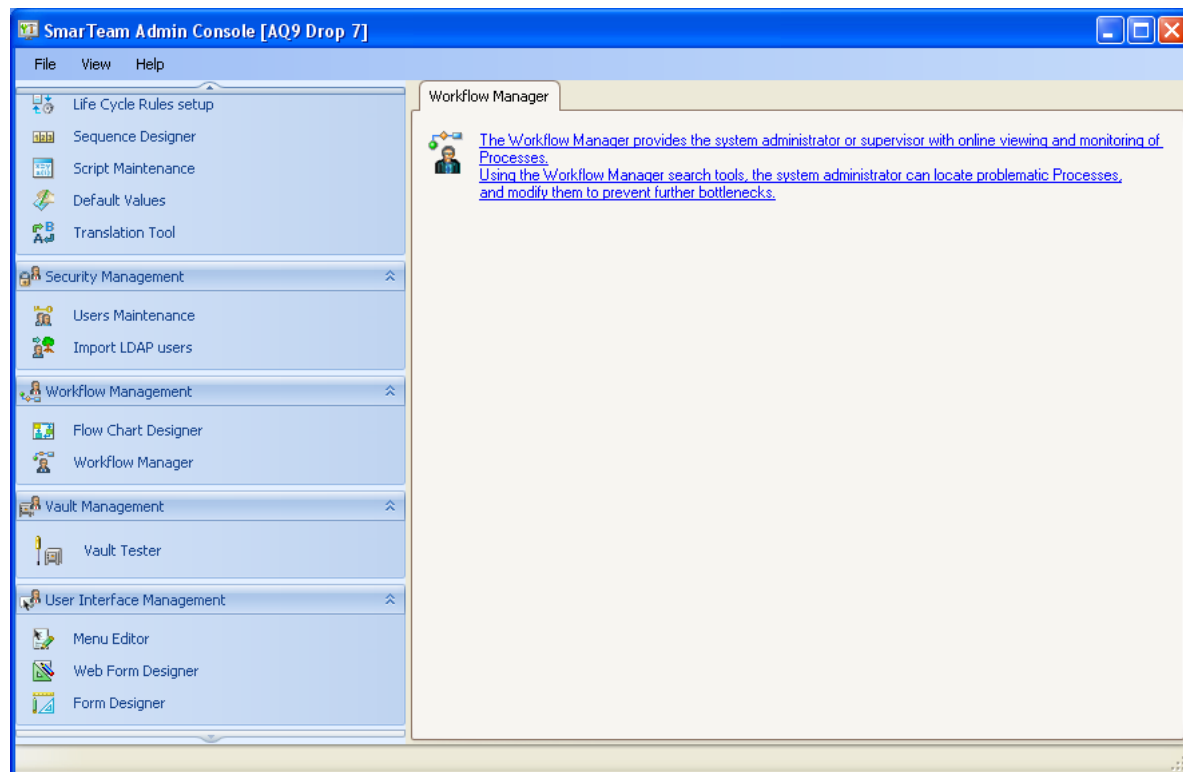 SmarTeam Admin Console [AQ9 Drop 7]
File View Help
Life Cycle Rules setup
Sequence Designer
Script Maintenance
Default Values
Translation Tool
Security Management
Users Maintenance
Import LDAP users
Workflow Management
Flow Chart Designer
Workflow Manager
Vault Management
Vault Tester
User Interface Management
Menu Editor
Web Form Designer
Form Designer
Workflow Manager
The Workflow Manager provides the system administrator or supervisor with online viewing and monitoring of
Processes.
Using the Workflow Manager search tools, the system administrator can locate problematic Processes,
and modify them to prevent further bottlenecks.